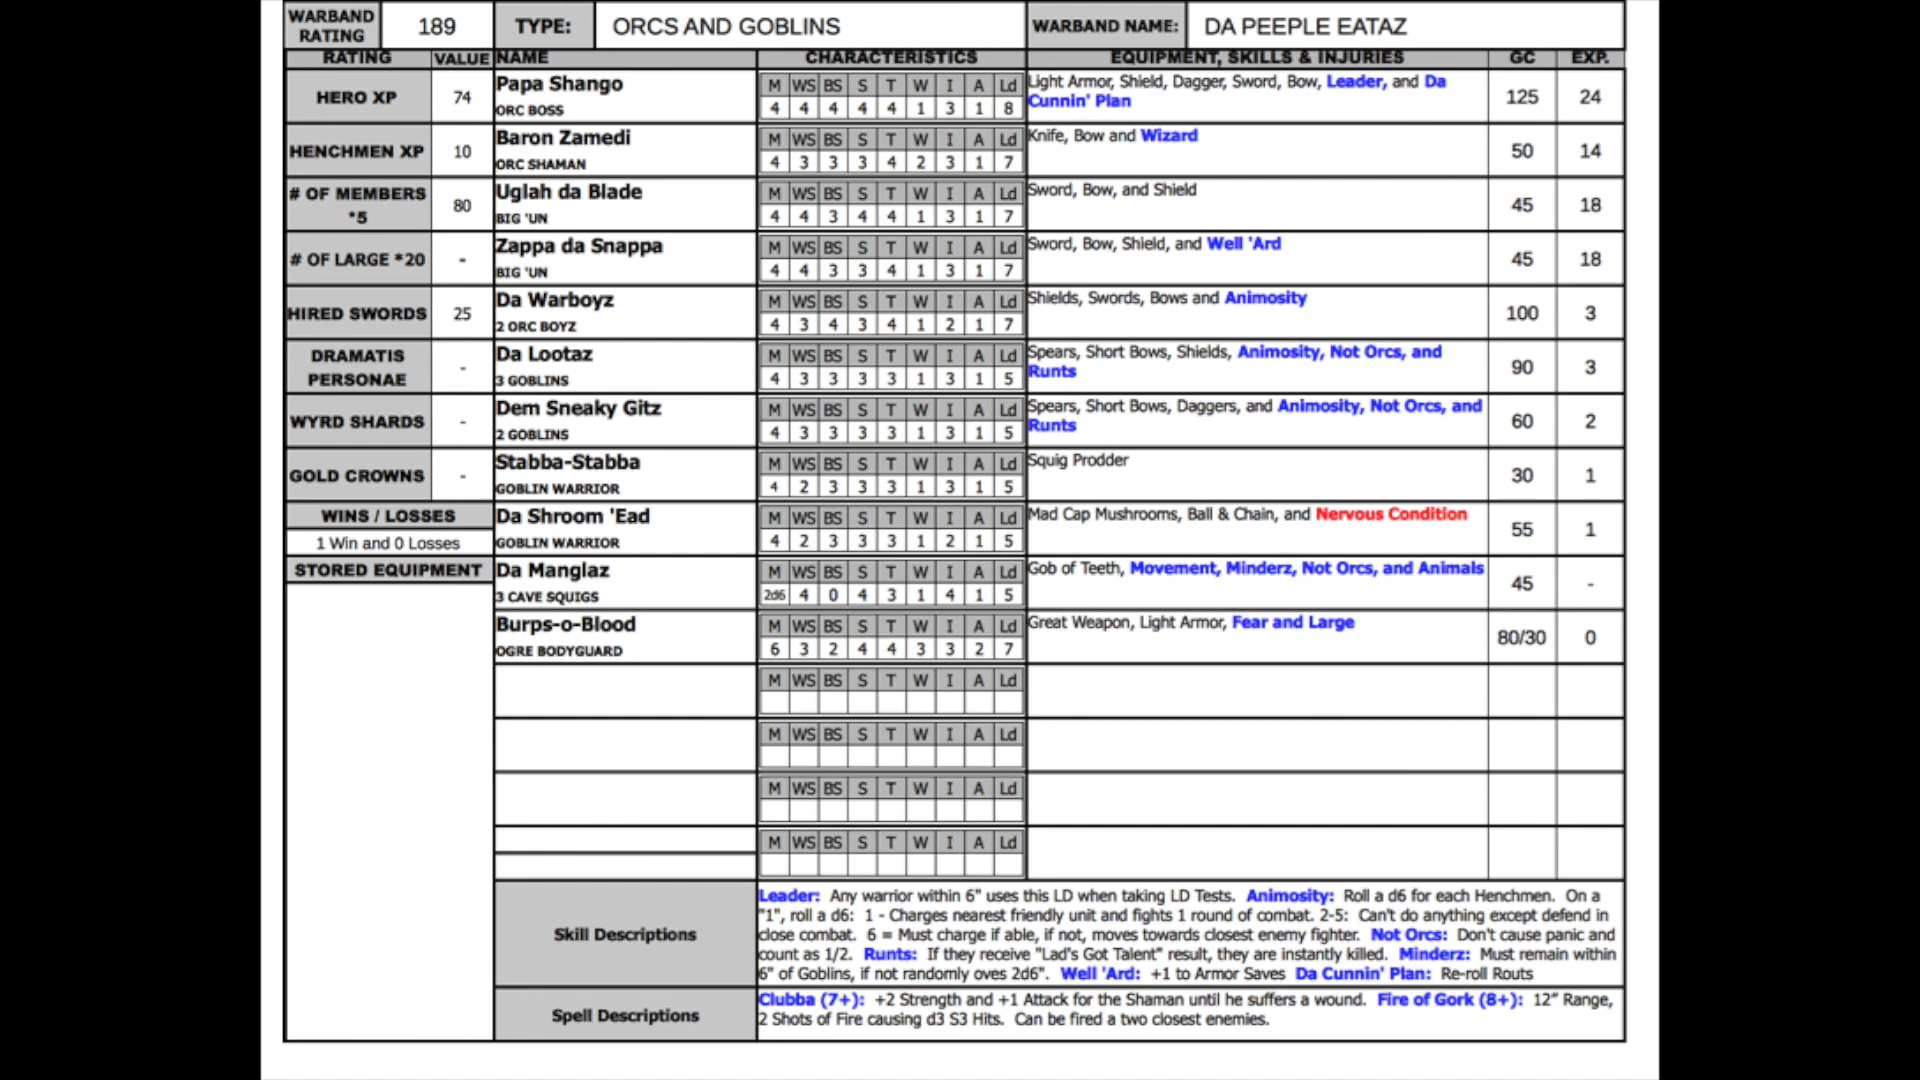 WARBAND RATING 189 TYPE: ORCS AND GOBLINS WARBAND NAME: DA PEEPLE EATAZ
RATING VALUE NAME CHARACTERISTICS EQUIPMENT, SKILLS & INJURIES GC EXP.
HERO XP 74
Papa Shango
ORC BOSS
M WS BS S T W I A Ld
4 4 4 4 4 1 3 1 8
Light Armor, Shield, Dagger, Sword, Bow, Leader, and Da
Cunnin' Plan
125 24
HENCHMEN XP 10
Baron Zamedi
ORC SHAMAN
M WS BS S T W I A Ld
4 3 3 3 4 2 3 1 7
Knife, Bow and Wizard
50 14
# OF MEMBERS
*5
80
Uglah da Blade
BIG 'UN
M WS BS S T W I A Ld
4 4 3 4 4 1 3 1 7
Sword, Bow, and Shield
45 18
# OF LARGE *20 -
Zappa da Snappa
BIG 'UN
M WS BS S T W I A Ld
4 4 3 3 4 1 3 1 7
Sword, Bow, Shield, and Well 'Ard
45 18
HIRED SWORDS 25
Da Warboyz
2 ORC BOYZ
M WS BS S T W I A Ld
4 3 4 3 4 1 2 1 7
Shields, Swords, Bows and Animosity
100 3
DRAMATIS
PERSONAE
-
Da Lootaz
3 GOBLINS
M WS BS S T W I A Ld
4 3 3 3 3 1 3 1 5
Spears, Short Bows, Shields, Animosity, Not Orcs, and
Runts
90 3
WYRD SHARDS -
Dem Sneaky Gitz
2 GOBLINS
M WS BS S T W I A Ld
4 3 3 3 3 1 3 1 5
Spears, Short Bows, Daggers, and Animosity, Not Orcs, and
Runts
60 2
GOLD CROWNS -
Stabba-Stabba
GOBLIN WARRIOR
M WS BS S T W I A Ld
4 2 3 3 3 1 3 1 5
Squig Prodder
30 1
WINS / LOSSES
1 Win and 0 Losses
Da Shroom 'Ead
GOBLIN WARRIOR
M WS BS S T W I A Ld
4 2 3 3 3 1 2 1 5
Mad Cap Mushrooms, Ball & Chain, and Nervous Condition
55 1
STORED EQUIPMENT
Da Manglaz
3 CAVE SQUIGS
M WS BS S T W I A Ld
2d6 4 0 4 3 1 4 1 5
Gob of Teeth, Movement, Minderz, Not Orcs, and Animals
45 -
Burps-o-Blood
OGRE BODYGUARD
M WS BS S T W I A Ld
6 3 2 4 4 3 3 2 7
Great Weapon, Light Armor, Fear and Large
80/30 0
M WS BS S T W I A Ld
M WS BS S T W I A Ld
M WS BS S T W I A Ld
M WS BS S T W I A Ld
Skill Descriptions
Leader: Any warrior within 6" uses this LD when taking LD Tests. Animosity: Roll a d6 for each Henchmen. On a
"1", roll a d6: 1 - Charges nearest friendly unit and fights 1 round of combat. 2-5: Can't do anything except defend in
close combat. 6 = Must charge if able, if not, moves towards closest enemy fighter. Not Orcs: Don't cause panic and
count as 1/2. Runts: If they receive "Lad's Got Talent" result, they are instantly killed. Minderz: Must remain within
6" of Goblins, if not randomly oves 2d6". Well 'Ard: +1 to Armor Saves Da Cunnin' Plan: Re-roll Routs
Spell Descriptions
Clubba (7+): +2 Strength and +1 Attack for the Shaman until he suffers a wound. Fire of Gork (8+): 12" Range,
2 Shots of Fire causing d3 S3 Hits. Can be fired a two closest enemies.